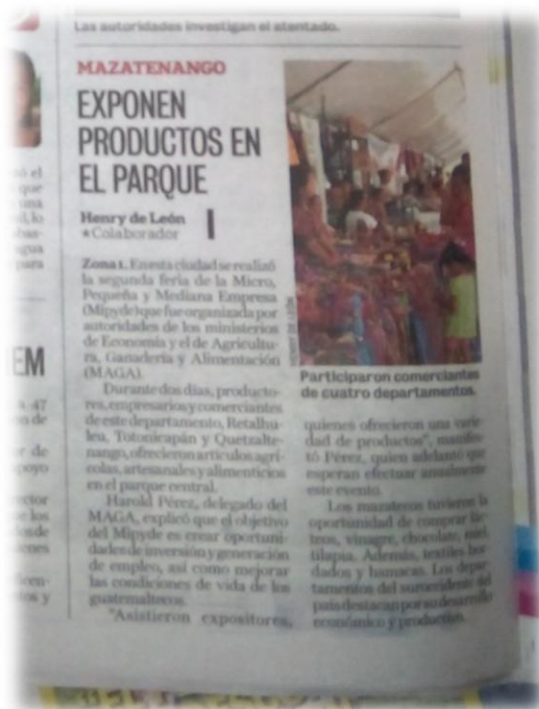 Las autoridades investigan el atentado.
MAZATENANGO
EXPONEN
PRODUCTOS EN
EL PARQUE
Henry de León
★Colaborador
Zona 1. En esta ciudad se realizó
la segunda feria de la Micro,
Pequeña y Mediana Empresa
(Mipyde) que fue organizada por
autoridades de los ministerios
de Economía y el de Agricultu-
ra, Ganadería y Alimentación
(MAGA).
Durante dos días, producto-
res, empresarios y comerciantes
de este departamento, Retalhu-
leu, Totonicapán y Quetzalte-
nango, ofrecieron artículos agrí-
colas, artesanales y alimenticios
en el parque central.
Harold Pérez, delegado del
MAGA, explicó que el objetivo
del Mipyde es crear oportuni-
dades de inversión y generación
de empleo, así como mejorar
las condiciones de vida de los
guatemaltecos.
"Asistieron expositores,
HENRY DE LEÓN
Participaron comerciantes
de cuatro departamentos.
quienes ofrecieron una varie-
dad de productos", manifes-
tó Pérez, quien adelantó que
esperan efectuar anualmente
este evento.
Los mazatecos tuvieron la
oportunidad de comprar lác-
teos, vinagre, chocolate, miel,
tilapia. Además, textiles bor-
dados y hamacas. Los depar-
tamentos del suroccidente del
país destacan por su desarrollo
económico y productivo.
EM